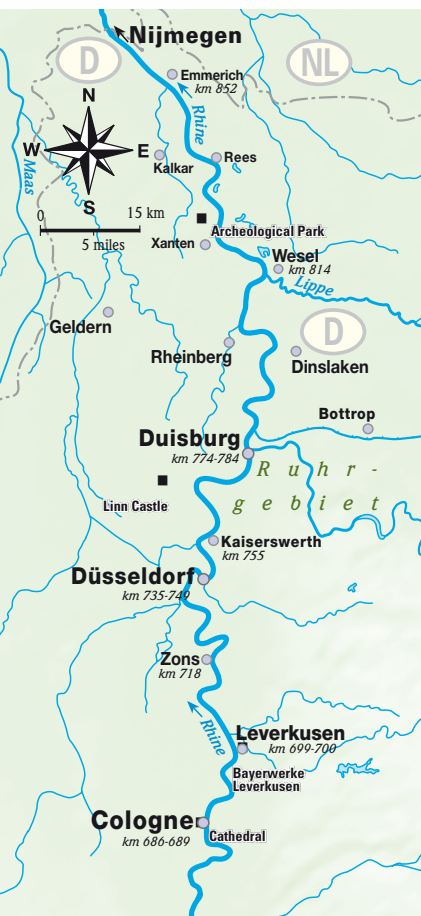 Nijmegen
D
NL
Emmerich
km 852
N
Rhine
W
E
Maas
Kalkar
Rees
S
0
15 km
5 miles
Archeological Park
Xanten
Wesel
km 814
Lippe
Geldern
D
Rheinberg
Dinslaken
Bottrop
Duisburg
km 774-784
Ruhr-
gebiet
Linn Castle
Kaiserswerth
km 755
Düsseldorf
km 735-749
Zons
km 718
Rhine
Leverkusen
km 699-700
Bayerwerke
Leverkusen
Cologne
Cathedral
km 686-689